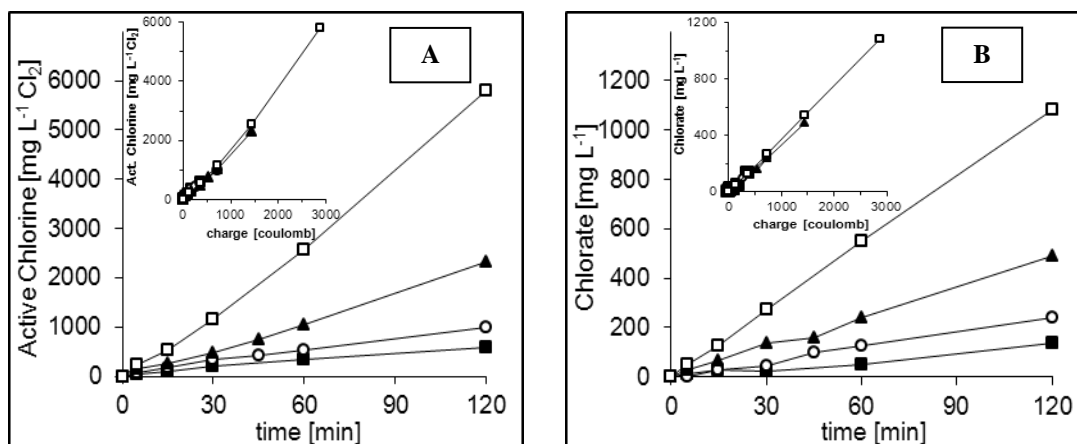 A
Active Chlorine [mg L⁻¹ Cl₂]
6000
5000
4000
3000
2000
1000
0
0 30 60 90 120
time [min]
Act. Chlorine [mg L⁻¹ Cl₂]
6000
4000
2000
0
0 1000 2000 3000
charge [coulomb]
B
Chlorate [mg L⁻¹]
1200
1000
800
600
400
200
0
0 30 60 90 120
time [min]
Chlorate [mg L⁻¹]
1200
800
400
0
0 1000 2000 3000
charge [coulomb]